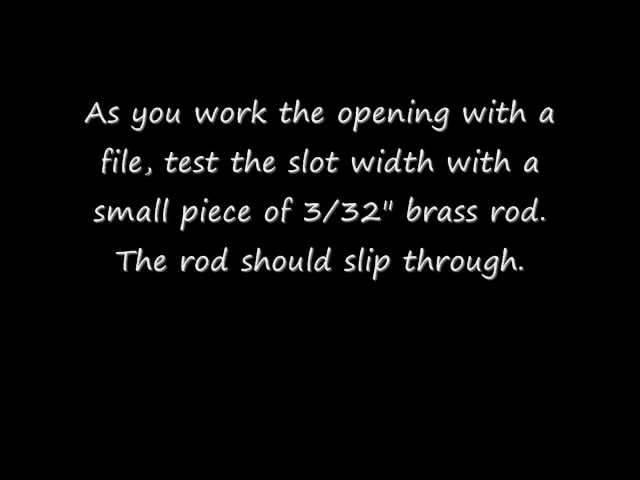 As you work the opening with a
file, test the slot width with a
small piece of 3/32" brass rod.
The rod should slip through.